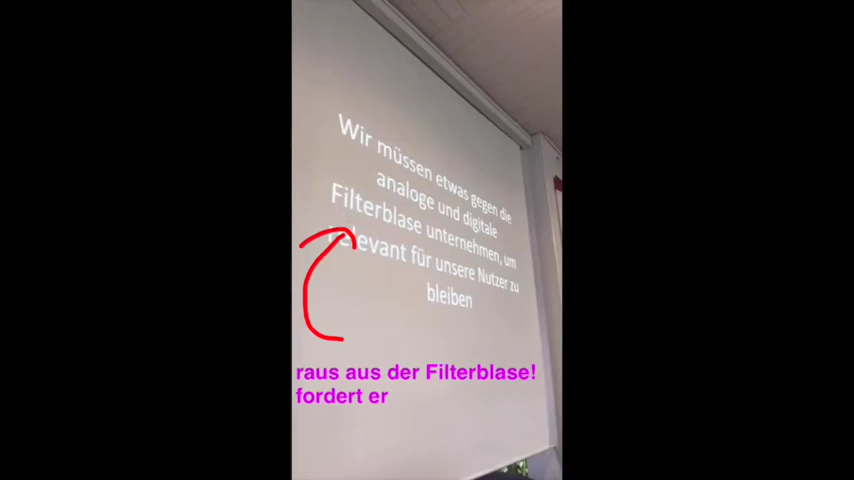 Wir müssen etwas gegen die
analoge und digitale
Filterblase unternehmen, um
relevant für unsere Nutzer zu
bleiben
raus aus der Filterblase!
fordert er